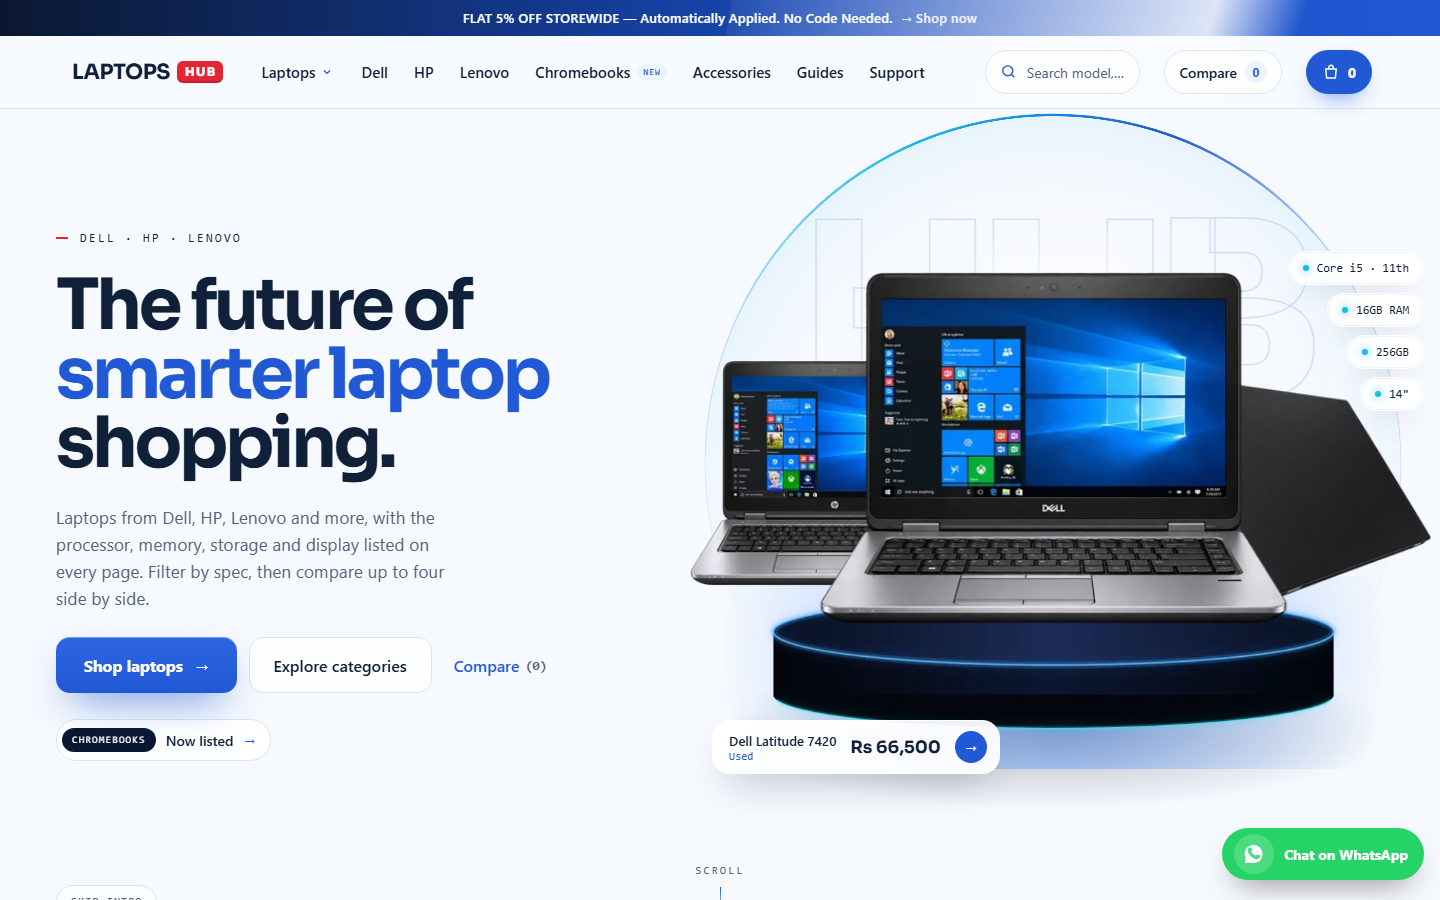 FLAT 5% OFF STOREWIDE — Automatically Applied. No Code Needed. → Shop now
LAPTOPS HUB
Laptops
Dell
HP
Lenovo
Chromebooks NEW
Accessories
Guides
Support
Search model,...
Compare 0
0
DELL · HP · LENOVO
The future of
smarter laptop
shopping.
Laptops from Dell, HP, Lenovo and more, with the
processor, memory, storage and display listed on
every page. Filter by spec, then compare up to four
side by side.
Shop laptops →
Explore categories
Compare (0)
CHROMEBOOKS Now listed →
HUB
Core i5 · 11th
16GB RAM
256GB
14"
DELL
hp
Dell Latitude 7420
Used
Rs 66,500
→
SCROLL
SKIP INTRO
Chat on WhatsApp